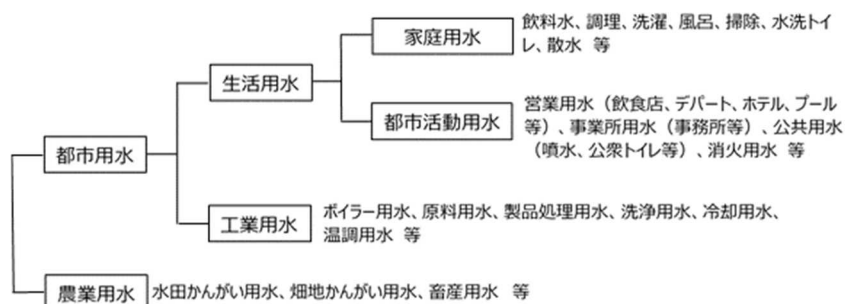 家庭用水
飲料水、調理、洗濯、風呂、掃除、水洗トイ
レ、散水 等
生活用水
都市活動用水
営業用水（飲食店、デパート、ホテル、プール
等）、事業所用水（事務所等）、公共用水
（噴水、公衆トイレ等）、消火用水 等
都市用水
工業用水
ボイラー用水、原料用水、製品処理用水、洗浄用水、冷却用水、
温調用水 等
農業用水
水田かんがい用水、畑地かんがい用水、畜産用水 等